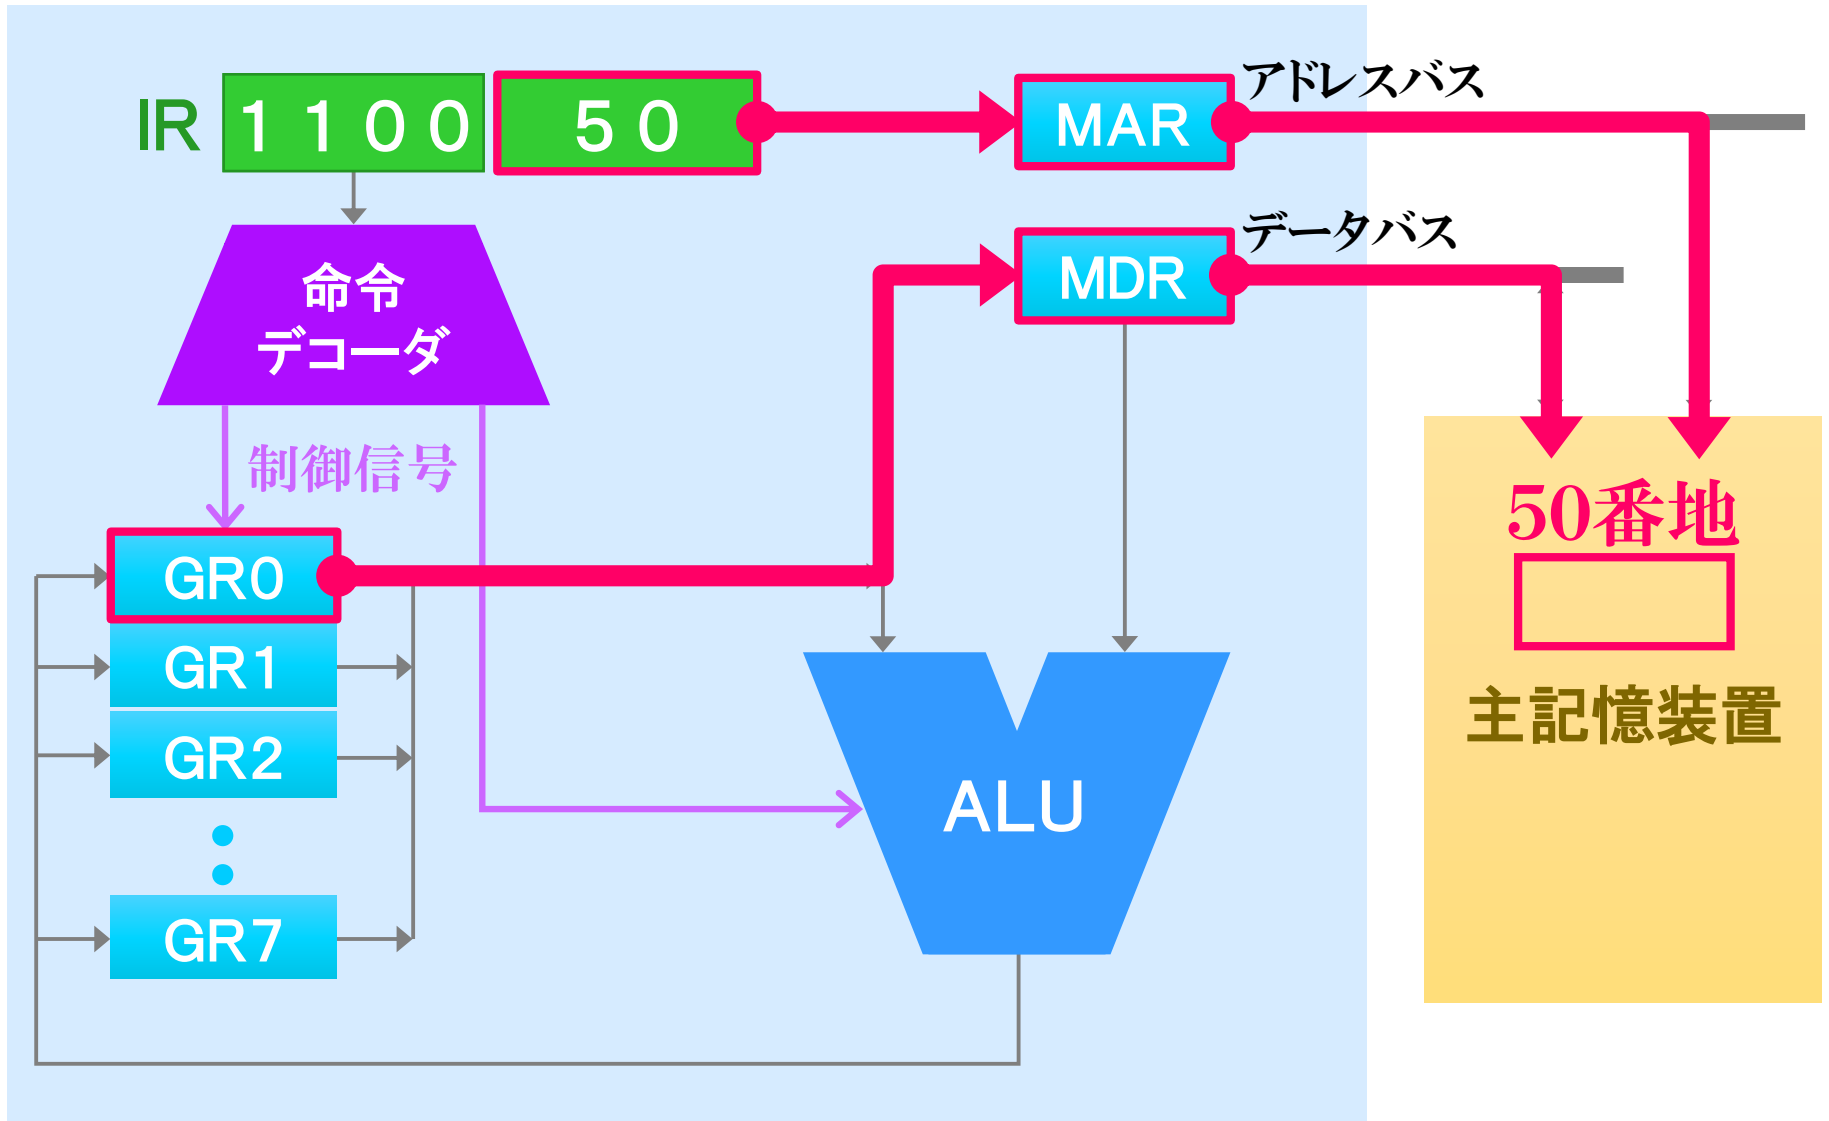 IR
1100
50
MAR
アドレスバス
MDR
データバス
命令
デコーダ
制御信号
GR0
GR1
GR2
GR7
ALU
50番地
主記憶装置